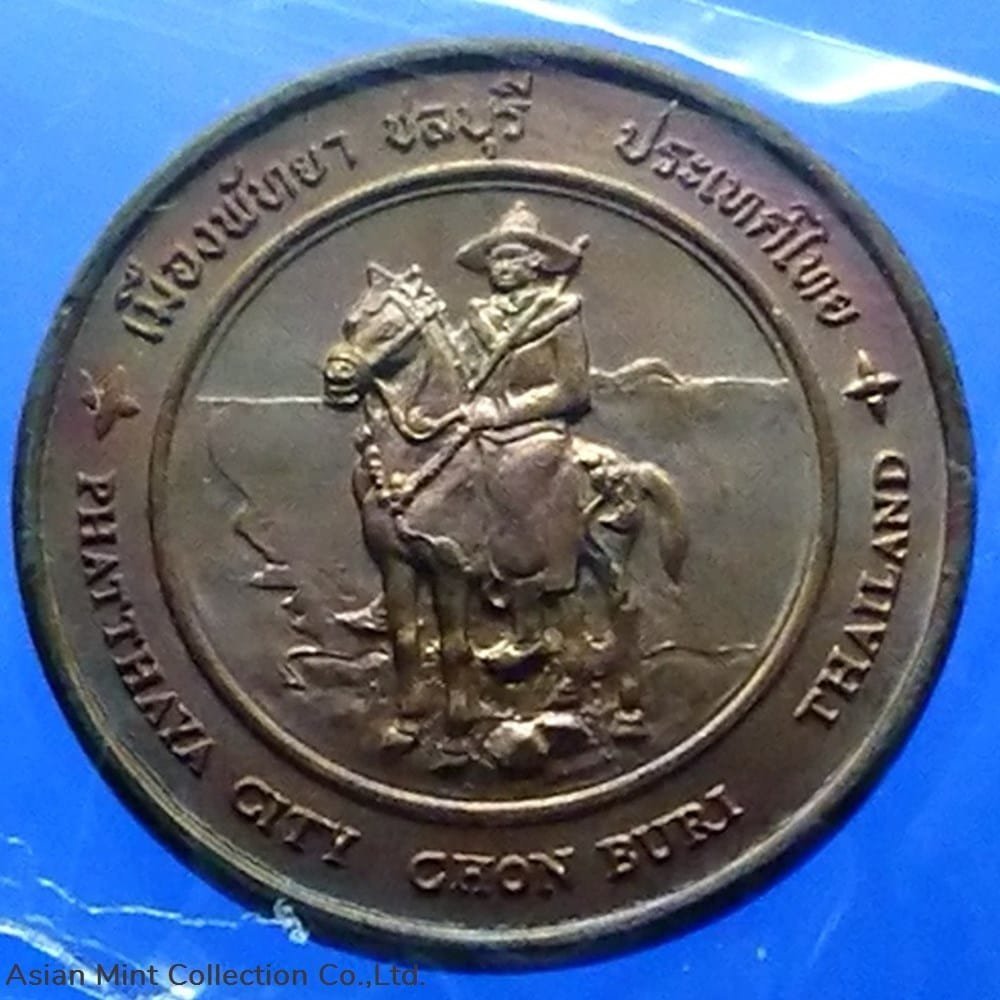 เมืองพัทยา ชลบุรี ประเทศไทย
PHATTHAYA CITY CHON BURI THAILAND
Asian Mint Collection Co.,Ltd.